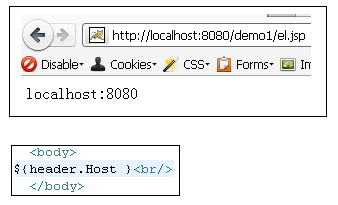 http://localhost:8080/demo1/el.jsp
Disable Cookies CSS Forms
localhost:8080
<body>
${header.Host }<br/>
</body>